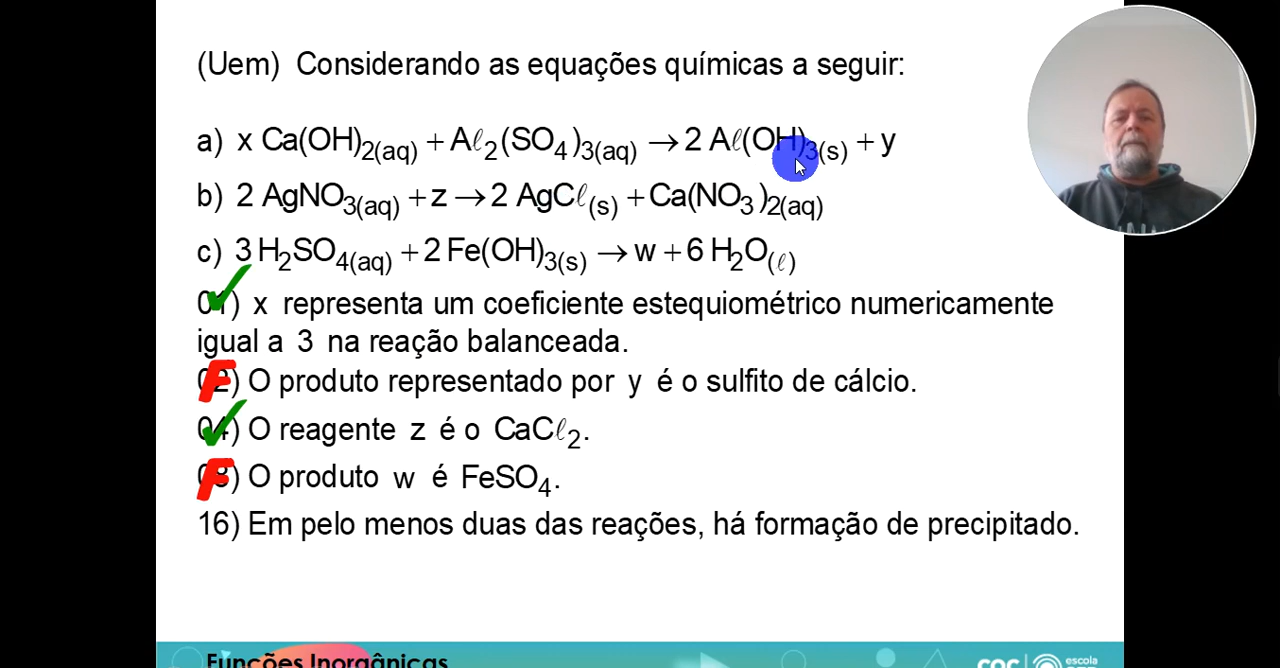 (Uem) Considerando as equações químicas a seguir:
a) x Ca(OH)2(aq) + Aℓ2(SO4)3(aq) → 2 Aℓ(OH)3(s) + y
b) 2 AgNO3(aq) + z → 2 AgCℓ(s) + Ca(NO3)2(aq)
c) 3 H2SO4(aq) + 2 Fe(OH)3(s) → w + 6 H2O(ℓ)
01) x representa um coeficiente estequiométrico numericamente
igual a 3 na reação balanceada.
02) O produto representado por y é o sulfito de cálcio.
04) O reagente z é o CaCℓ2.
08) O produto w é FeSO4.
16) Em pelo menos duas das reações, há formação de precipitado.
Funções Inorgânicas
escola